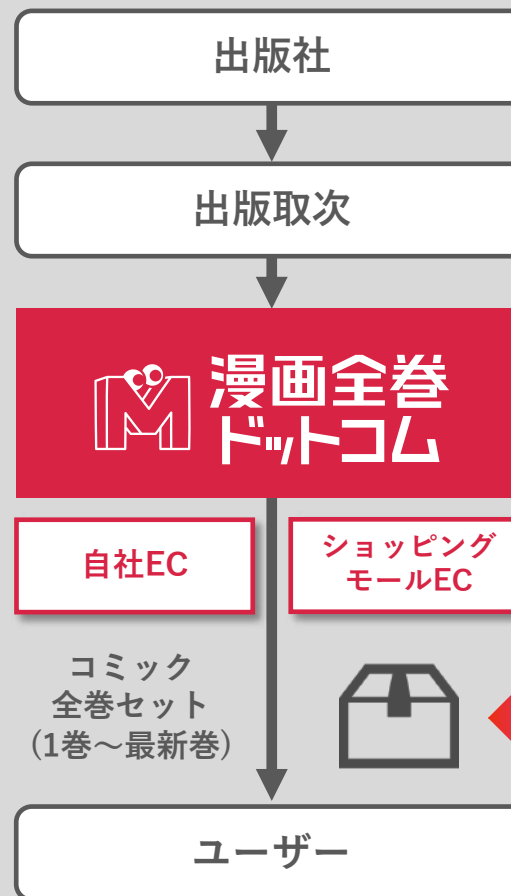 出版社
出版取次
漫画全巻
ドットコム
自社EC
ショッピング
モールEC
コミック
全巻セット
(1巻～最新巻)
ユーザー